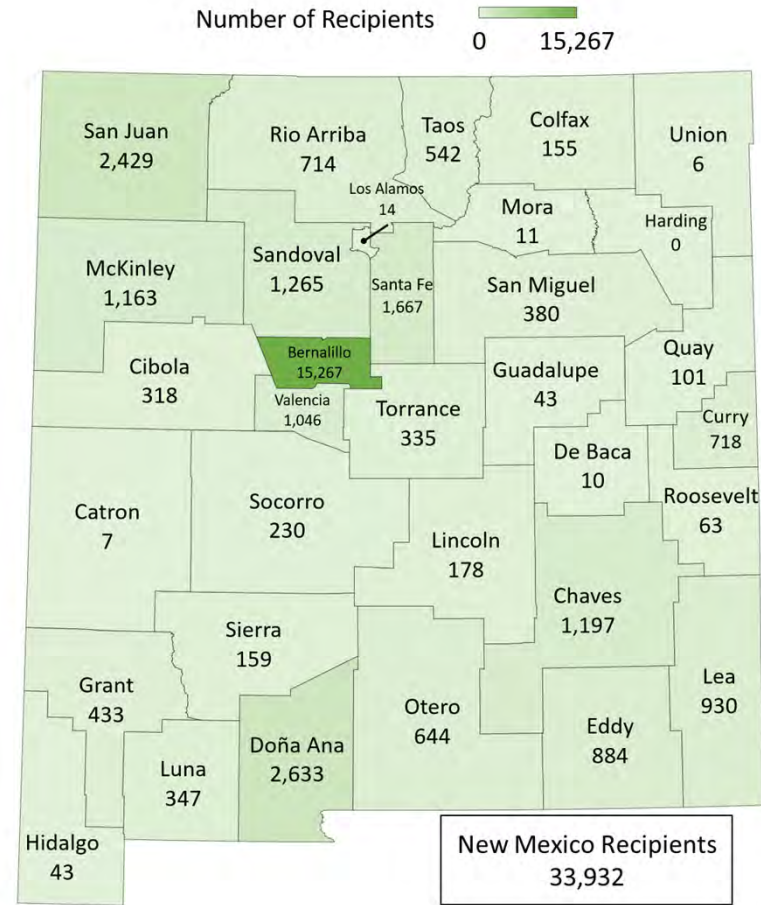 Number of Recipients
0 15,267
San Juan
2,429
Rio Arriba
714
Taos
542
Colfax
155
Union
6
Los Alamos
14
Mora
11
Harding
0
McKinley
1,163
Sandoval
1,265
Santa Fe
1,667
San Miguel
380
Cibola
318
Bernalillo
15,267
Valencia
1,046
Torrance
335
Guadalupe
43
Quay
101
Curry
718
De Baca
10
Roosevelt
63
Catron
7
Socorro
230
Lincoln
178
Chaves
1,197
Sierra
159
Grant
433
Lea
930
Otero
644
Eddy
884
Doña Ana
2,633
Luna
347
Hidalgo
43
New Mexico Recipients
33,932